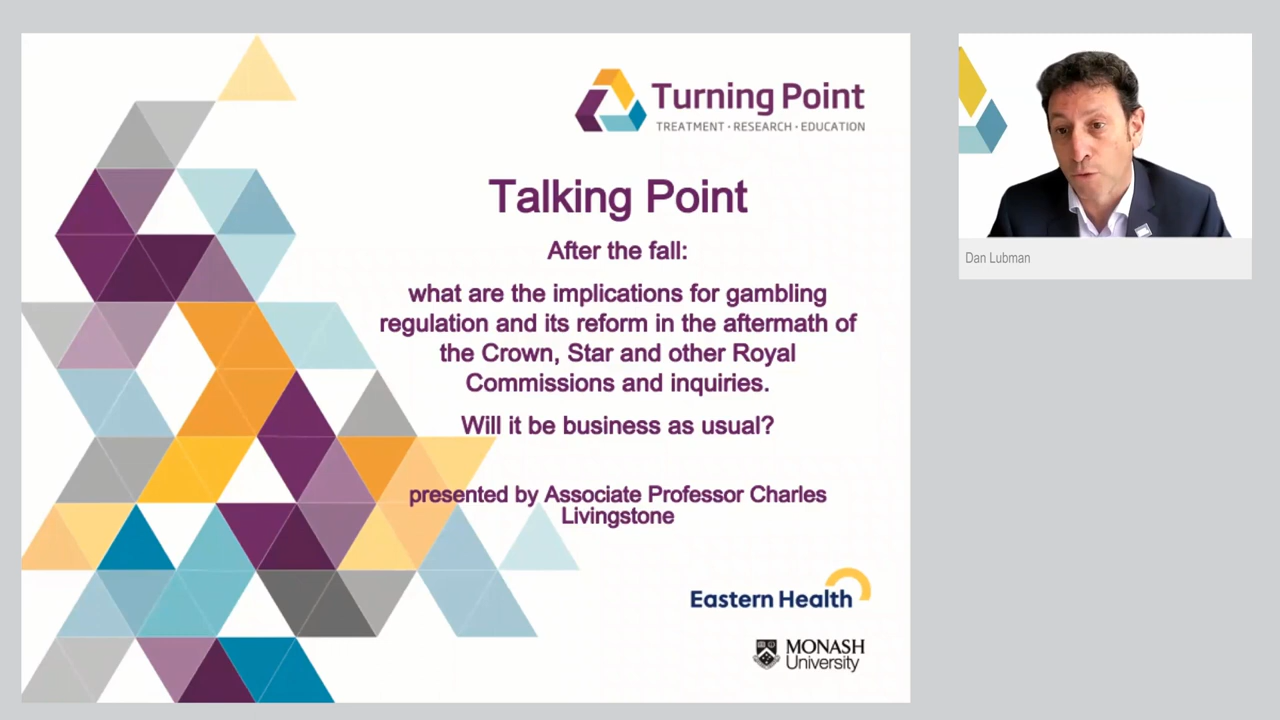 Turning Point
TREATMENT · RESEARCH · EDUCATION
Talking Point
After the fall:
what are the implications for gambling
regulation and its reform in the aftermath of
the Crown, Star and other Royal
Commissions and inquiries.
Will it be business as usual?
presented by Associate Professor Charles
Livingstone
Eastern Health
MONASH
University
Dan Lubman